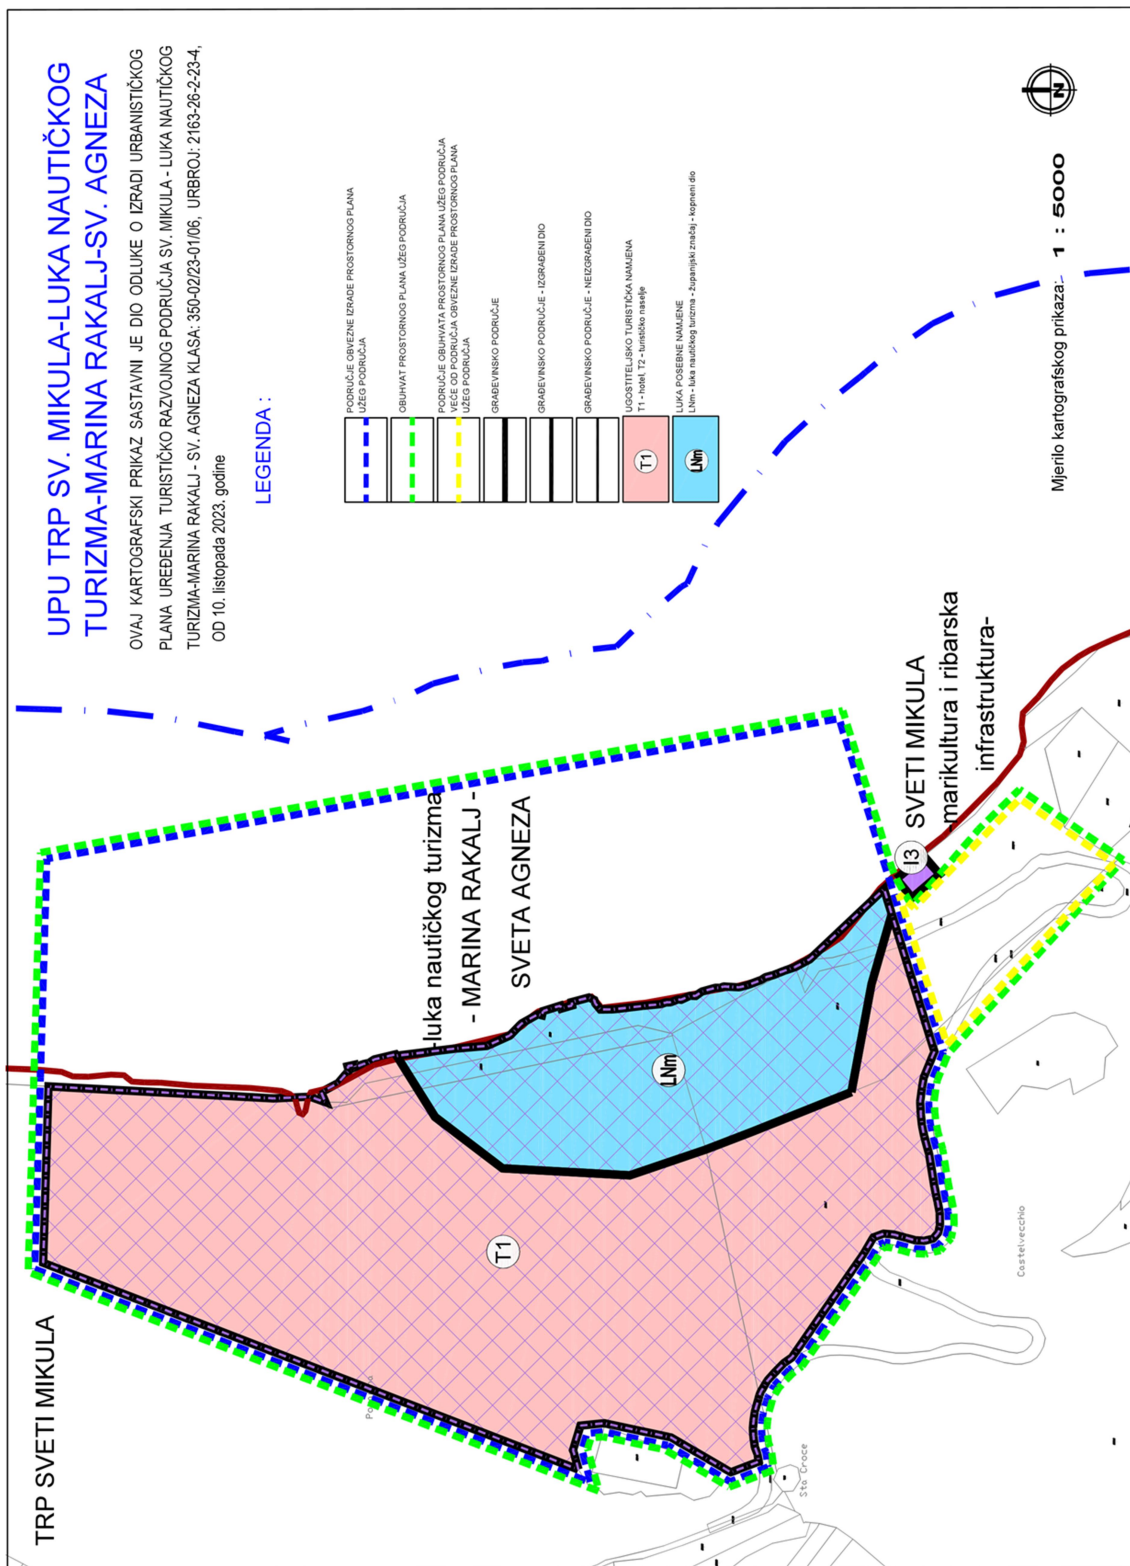 UPU TRP SV. MIKULA-LUKA NAUTIČKOG
TURIZMA-MARINA RAKALJ-SV. AGNEZA
OVAJ KARTOGRAFSKI PRIKAZ SASTAVNI JE DIO ODLUKE O IZRADI URBANISTIČKOG
PLANA UREĐENJA TURISTIČKO RAZVOJNOG PODRUČJA SV. MIKULA - LUKA NAUTIČKOG
TURIZMA-MARINA RAKALJ - SV. AGNEZA KLASA: 350-02/23-01/06, URBROJ: 2163-26-2-23-4,
OD 10. listopada 2023. godine
LEGENDA :
PODRUČJE OBVEZNE IZRADE PROSTORNOG PLANA
UŽEG PODRUČJA
OBUHVAT PROSTORNOG PLANA UŽEG PODRUČJA
PODRUČJE OBUHVATA PROSTORNOG PLANA UŽEG PODRUČJA
VEĆE OD PODRUČJA OBVEZNE IZRADE PROSTORNOG PLANA
UŽEG PODRUČJA
GRAĐEVINSKO PODRUČJE
GRAĐEVINSKO PODRUČJE - IZGRAĐENI DIO
GRAĐEVINSKO PODRUČJE - NEIZGRAĐENI DIO
T1
UGOSTITELJSKO TURISTIČKA NAMJENA
T1 - hotel, T2 - turističko naselje
LNm
LUKA POSEBNE NAMJENE
LNm - luka nautičkog turizma - županijski značaj - kopneni dio
N
Mjerilo kartografskog prikaza: 1 : 5000
TRP SVETI MIKULA
-luka nautičkog turizma
- MARINA RAKALJ -
SVETA AGNEZA
T1
LNm
I3
SVETI MIKULA
-marikultura i ribarska
infrastruktura-
Castelvecchio
Sta Croce